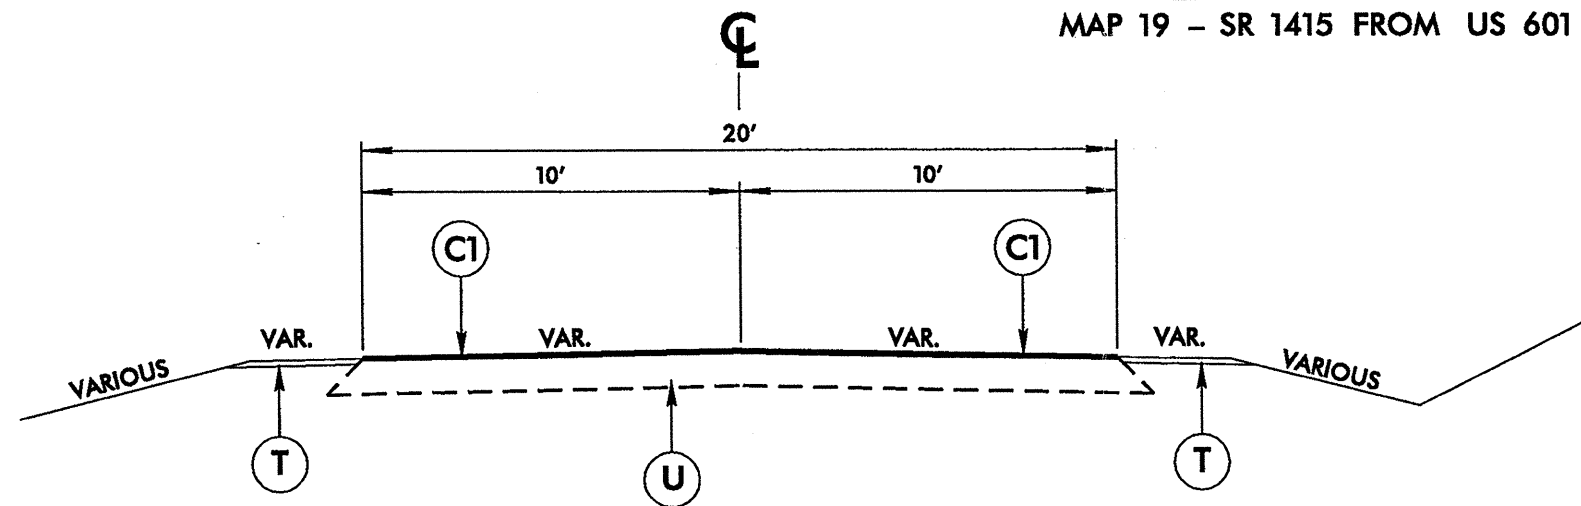 MAP 19 – SR 1415 FROM US 601
℄
20'
10' 10'
C1 C1
VAR. VAR. VAR. VAR.
VARIOUS VARIOUS
T U T